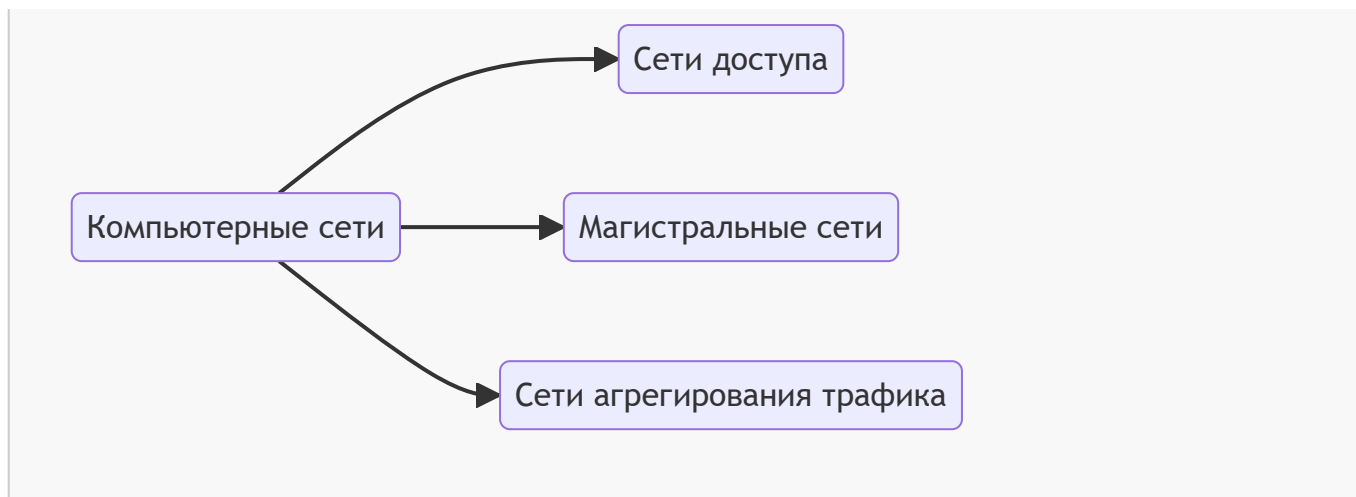 Сети доступа
Компьютерные сети
Магистральные сети
Сети агрегирования трафика